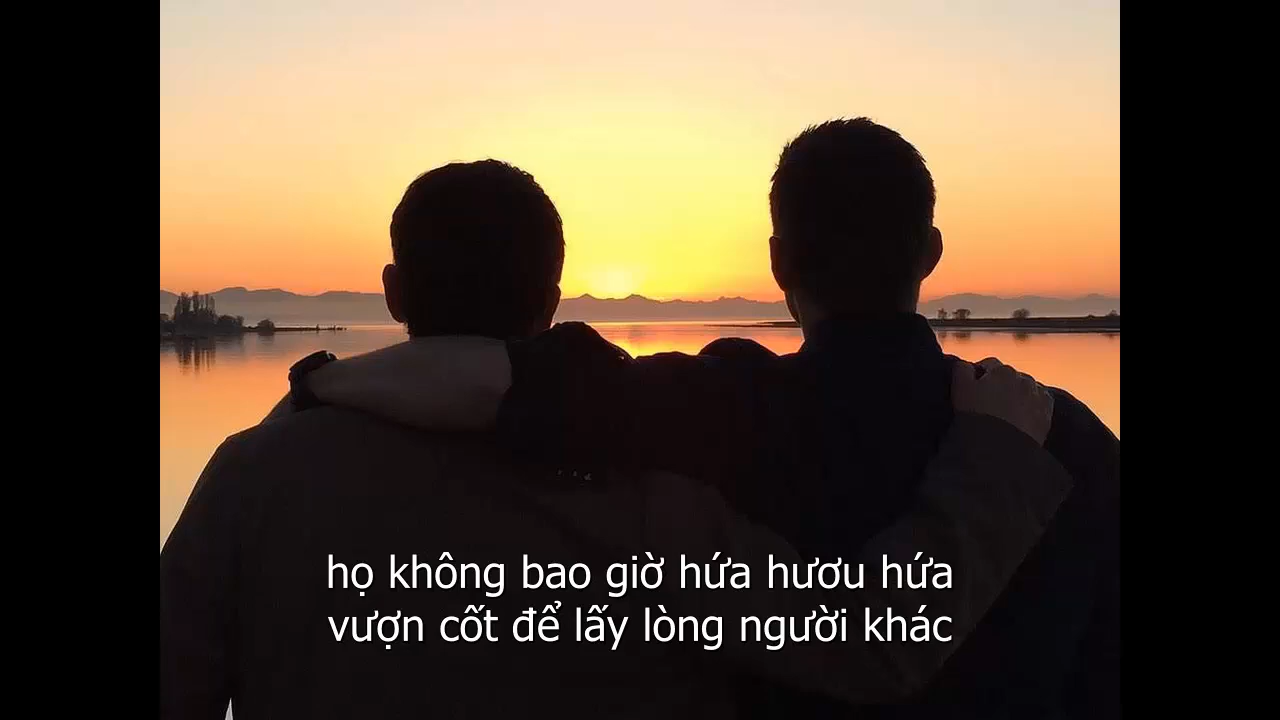 họ không bao giờ hứa hươu hứa
vượn cốt để lấy lòng người khác